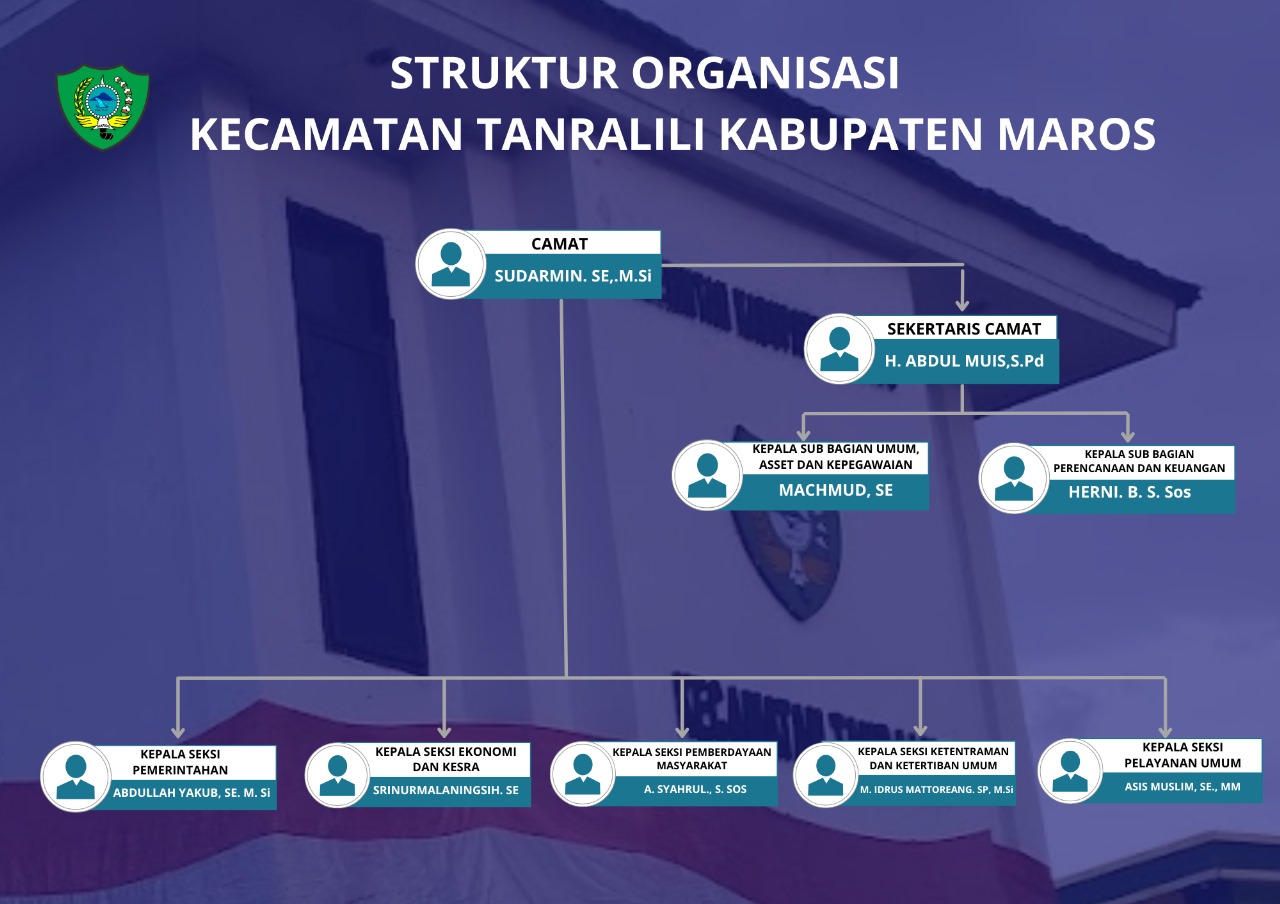 STRUKTUR ORGANISASI
KECAMATAN TANRALILI KABUPATEN MAROS
CAMAT
SUDARMIN. SE,.M.Si
SEKERTARIS CAMAT
H. ABDUL MUIS,S.Pd
KEPALA SUB BAGIAN UMUM,
ASSET DAN KEPEGAWAIAN
MACHMUD, SE
KEPALA SUB BAGIAN
PERENCANAAN DAN KEUANGAN
HERNI. B. S. Sos
KEPALA SEKSI
PEMERINTAHAN
ABDULLAH YAKUB, SE. M. Si
KEPALA SEKSI EKONOMI
DAN KESRA
SRINURMALANINGSIH. SE
KEPALA SEKSI PEMBERDAYAAN
MASYARAKAT
A. SYAHRUL., S. SOS
KEPALA SEKSI KETENTRAMAN
DAN KETERTIBAN UMUM
M. IDRUS MATTOREANG. SP, M.Si
KEPALA SEKSI
PELAYANAN UMUM
ASIS MUSLIM, SE., MM